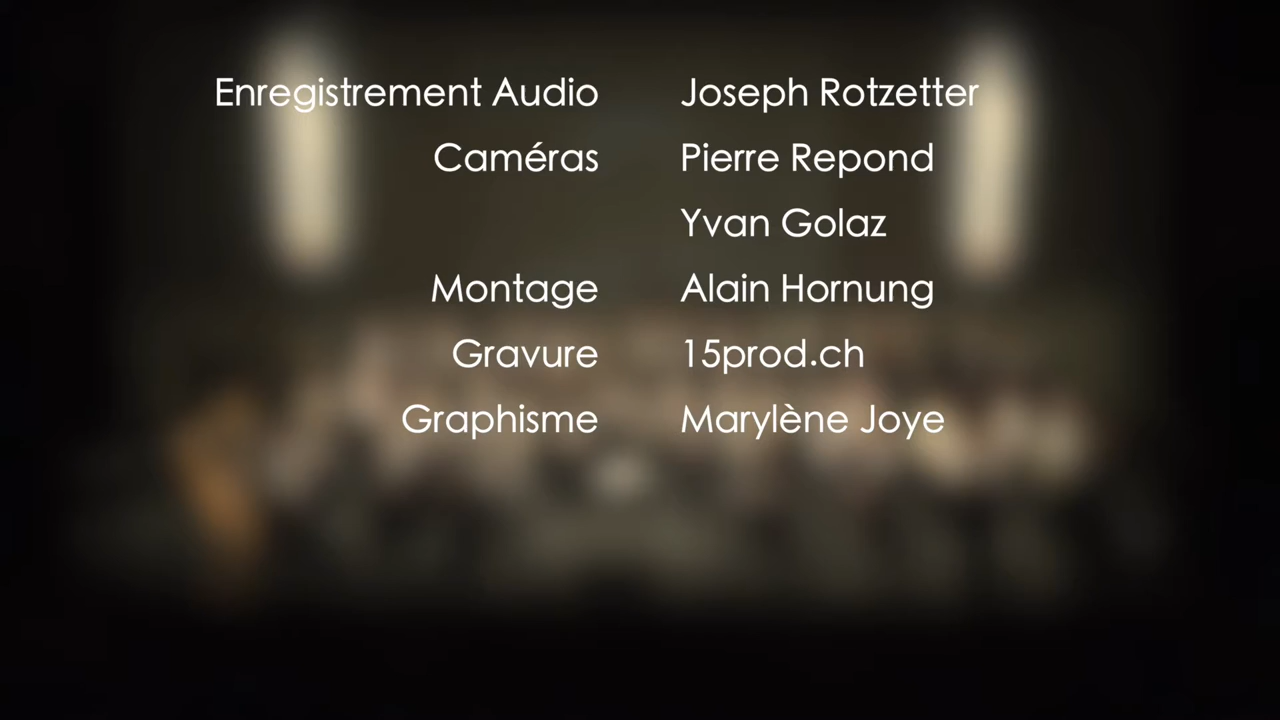 Enregistrement Audio Joseph Rotzetter
Caméras Pierre Repond
Yvan Golaz
Montage Alain Hornung
Gravure 15prod.ch
Graphisme Marylène Joye